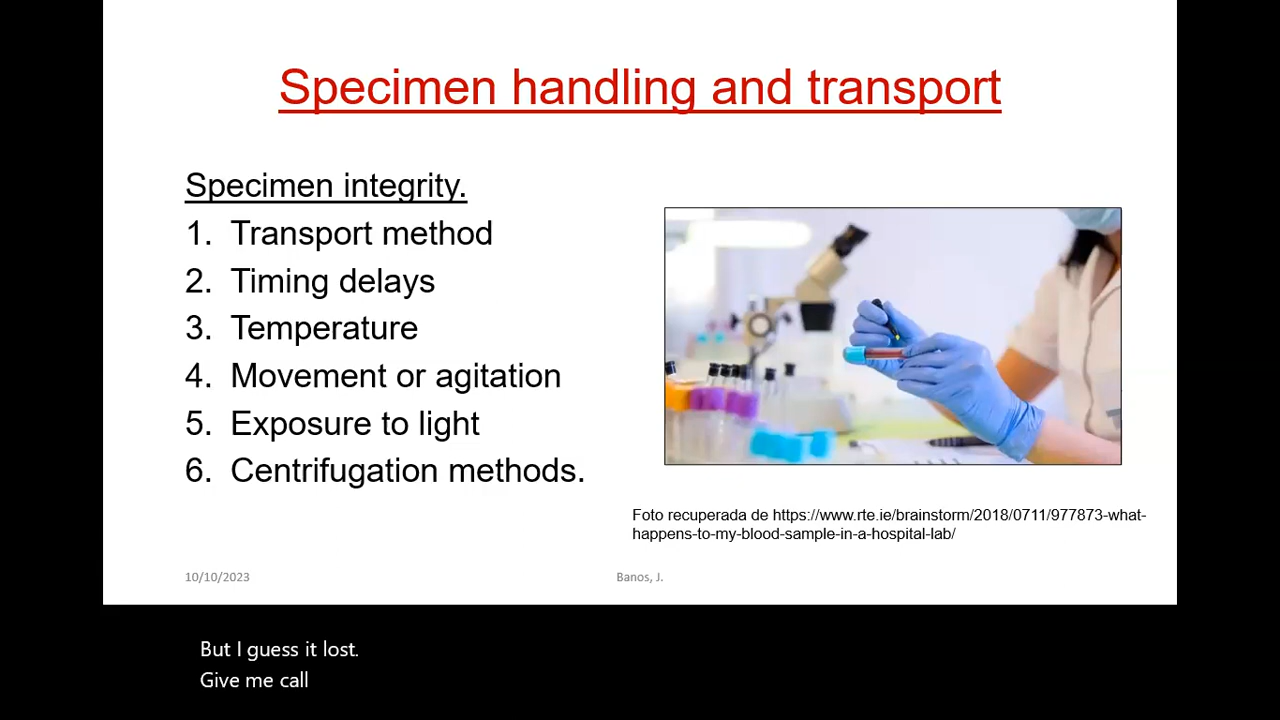 Specimen handling and transport
Specimen integrity.
1. Transport method
2. Timing delays
3. Temperature
4. Movement or agitation
5. Exposure to light
6. Centrifugation methods.
Foto recuperada de https://www.rte.ie/brainstorm/2018/0711/977873-what-
happens-to-my-blood-sample-in-a-hospital-lab/
10/10/2023
Banos, J.
But I guess it lost.
Give me call